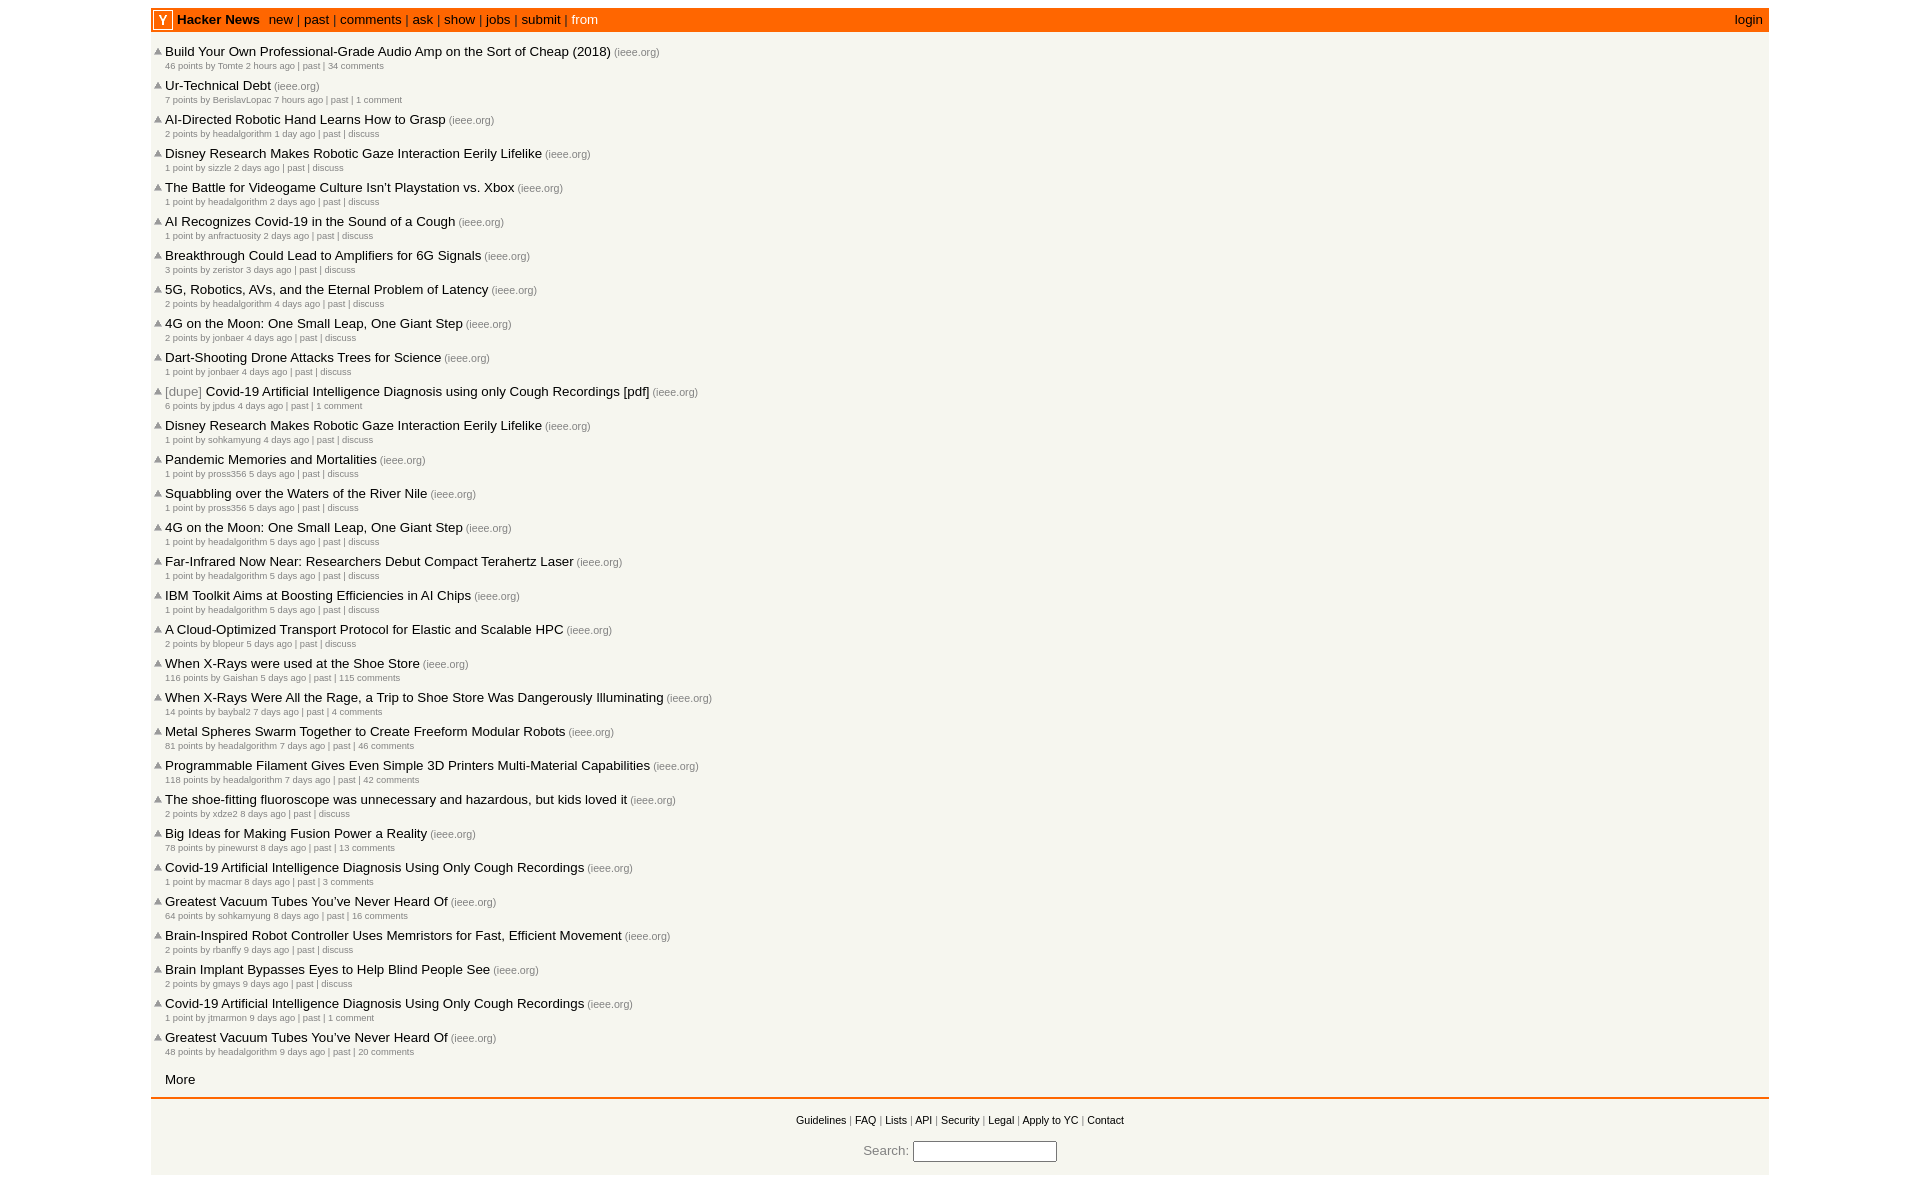 Y Hacker News new | past | comments | ask | show | jobs | submit | from login
Build Your Own Professional-Grade Audio Amp on the Sort of Cheap (2018) (ieee.org)
46 points by Tomte 2 hours ago | past | 34 comments
Ur-Technical Debt (ieee.org)
7 points by BerislavLopac 7 hours ago | past | 1 comment
AI-Directed Robotic Hand Learns How to Grasp (ieee.org)
2 points by headalgorithm 1 day ago | past | discuss
Disney Research Makes Robotic Gaze Interaction Eerily Lifelike (ieee.org)
1 point by sizzle 2 days ago | past | discuss
The Battle for Videogame Culture Isn’t Playstation vs. Xbox (ieee.org)
1 point by headalgorithm 2 days ago | past | discuss
AI Recognizes Covid-19 in the Sound of a Cough (ieee.org)
1 point by anfractuosity 2 days ago | past | discuss
Breakthrough Could Lead to Amplifiers for 6G Signals (ieee.org)
3 points by zeristor 3 days ago | past | discuss
5G, Robotics, AVs, and the Eternal Problem of Latency (ieee.org)
2 points by headalgorithm 4 days ago | past | discuss
4G on the Moon: One Small Leap, One Giant Step (ieee.org)
2 points by jonbaer 4 days ago | past | discuss
Dart-Shooting Drone Attacks Trees for Science (ieee.org)
1 point by jonbaer 4 days ago | past | discuss
[dupe] Covid-19 Artificial Intelligence Diagnosis using only Cough Recordings [pdf] (ieee.org)
6 points by jpdus 4 days ago | past | 1 comment
Disney Research Makes Robotic Gaze Interaction Eerily Lifelike (ieee.org)
1 point by sohkamyung 4 days ago | past | discuss
Pandemic Memories and Mortalities (ieee.org)
1 point by pross356 5 days ago | past | discuss
Squabbling over the Waters of the River Nile (ieee.org)
1 point by pross356 5 days ago | past | discuss
4G on the Moon: One Small Leap, One Giant Step (ieee.org)
1 point by headalgorithm 5 days ago | past | discuss
Far-Infrared Now Near: Researchers Debut Compact Terahertz Laser (ieee.org)
1 point by headalgorithm 5 days ago | past | discuss
IBM Toolkit Aims at Boosting Efficiencies in AI Chips (ieee.org)
1 point by headalgorithm 5 days ago | past | discuss
A Cloud-Optimized Transport Protocol for Elastic and Scalable HPC (ieee.org)
2 points by blopeur 5 days ago | past | discuss
When X-Rays were used at the Shoe Store (ieee.org)
116 points by Gaishan 5 days ago | past | 115 comments
When X-Rays Were All the Rage, a Trip to Shoe Store Was Dangerously Illuminating (ieee.org)
14 points by baybal2 7 days ago | past | 4 comments
Metal Spheres Swarm Together to Create Freeform Modular Robots (ieee.org)
81 points by headalgorithm 7 days ago | past | 46 comments
Programmable Filament Gives Even Simple 3D Printers Multi-Material Capabilities (ieee.org)
118 points by headalgorithm 7 days ago | past | 42 comments
The shoe-fitting fluoroscope was unnecessary and hazardous, but kids loved it (ieee.org)
2 points by xdze2 8 days ago | past | discuss
Big Ideas for Making Fusion Power a Reality (ieee.org)
78 points by pinewurst 8 days ago | past | 13 comments
Covid-19 Artificial Intelligence Diagnosis Using Only Cough Recordings (ieee.org)
1 point by macmar 8 days ago | past | 3 comments
Greatest Vacuum Tubes You’ve Never Heard Of (ieee.org)
64 points by sohkamyung 8 days ago | past | 16 comments
Brain-Inspired Robot Controller Uses Memristors for Fast, Efficient Movement (ieee.org)
2 points by rbanffy 9 days ago | past | discuss
Brain Implant Bypasses Eyes to Help Blind People See (ieee.org)
2 points by gmays 9 days ago | past | discuss
Covid-19 Artificial Intelligence Diagnosis Using Only Cough Recordings (ieee.org)
1 point by jtmarmon 9 days ago | past | 1 comment
Greatest Vacuum Tubes You’ve Never Heard Of (ieee.org)
48 points by headalgorithm 9 days ago | past | 20 comments
More
Guidelines | FAQ | Lists | API | Security | Legal | Apply to YC | Contact
Search: